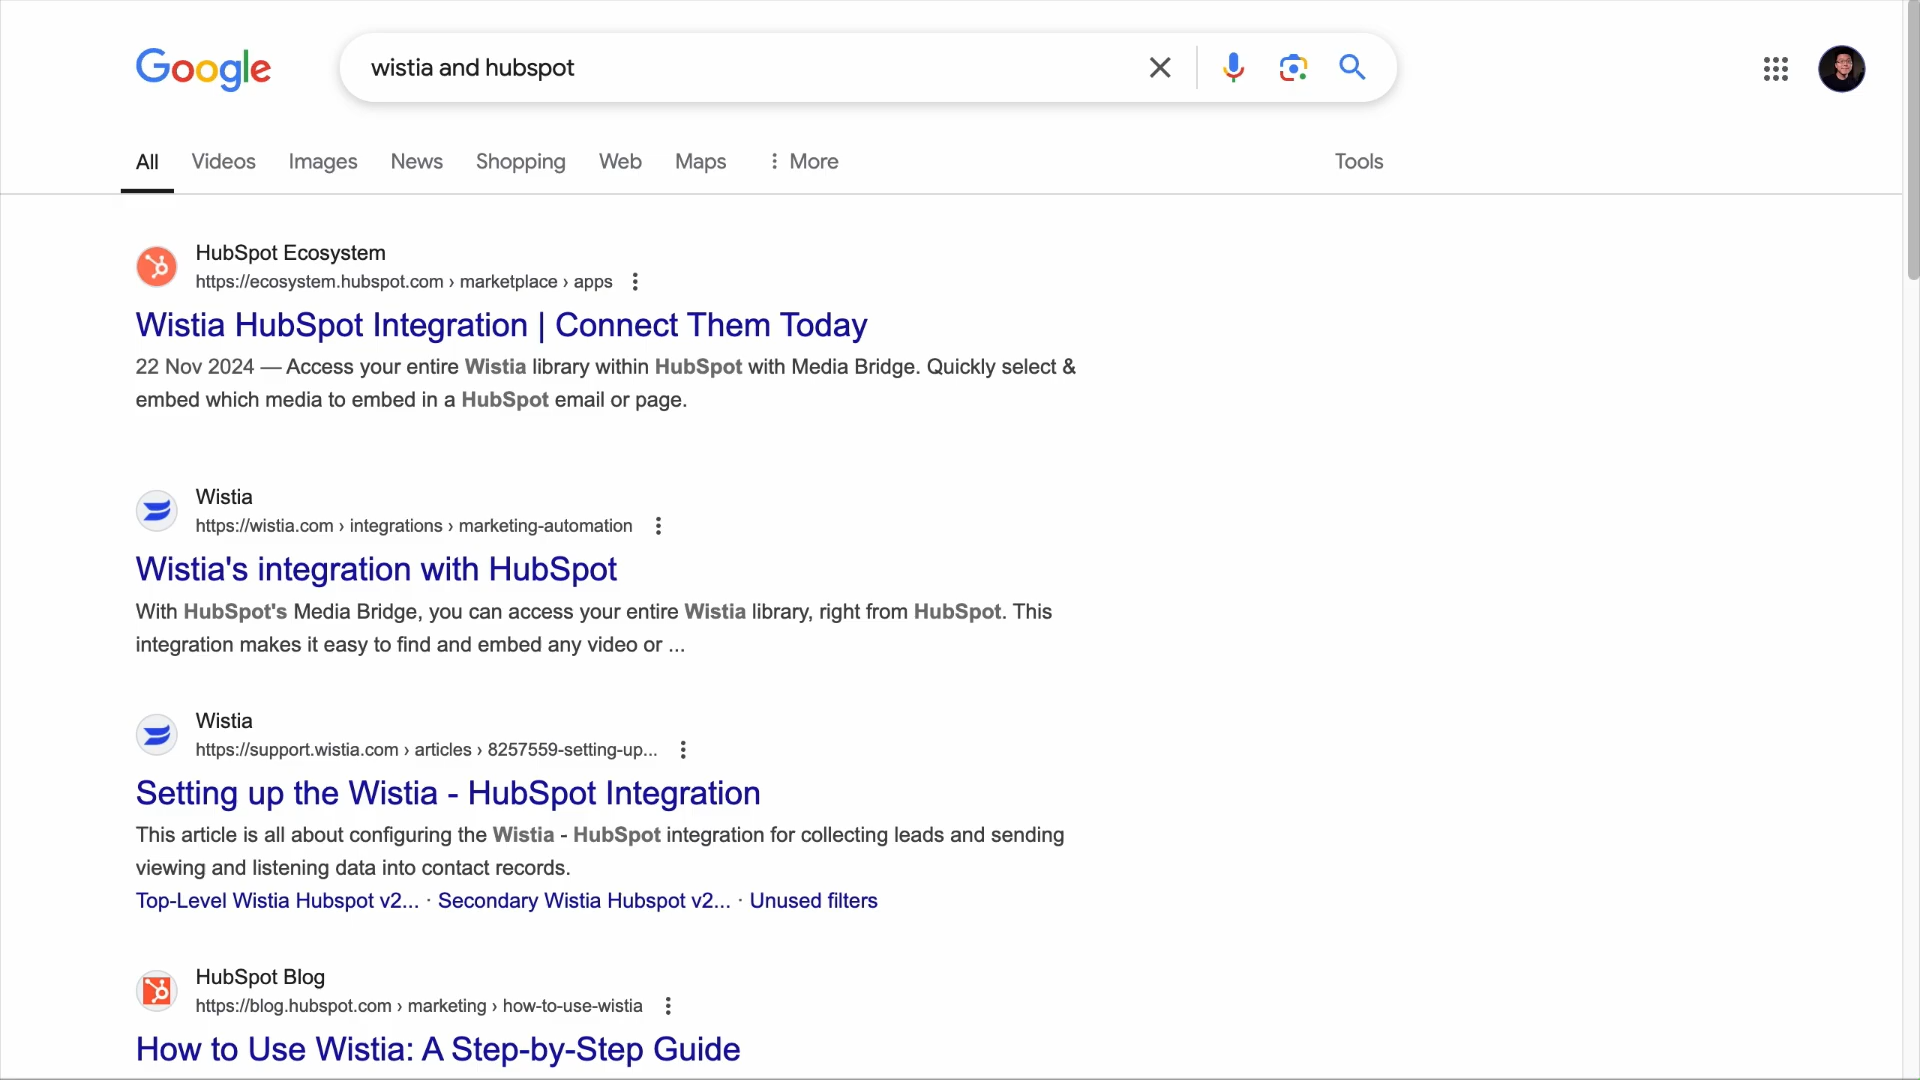 Google
wistia and hubspot
All Videos Images News Shopping Web Maps More Tools
HubSpot Ecosystem
https://ecosystem.hubspot.com › marketplace › apps
Wistia HubSpot Integration | Connect Them Today
22 Nov 2024 — Access your entire Wistia library within HubSpot with Media Bridge. Quickly select &
embed which media to embed in a HubSpot email or page.
Wistia
https://wistia.com › integrations › marketing-automation
Wistia's integration with HubSpot
With HubSpot's Media Bridge, you can access your entire Wistia library, right from HubSpot. This
integration makes it easy to find and embed any video or ...
Wistia
https://support.wistia.com › articles › 8257559-setting-up...
Setting up the Wistia - HubSpot Integration
This article is all about configuring the Wistia - HubSpot integration for collecting leads and sending
viewing and listening data into contact records.
Top-Level Wistia Hubspot v2... · Secondary Wistia Hubspot v2... · Unused filters
HubSpot Blog
https://blog.hubspot.com › marketing › how-to-use-wistia
How to Use Wistia: A Step-by-Step Guide